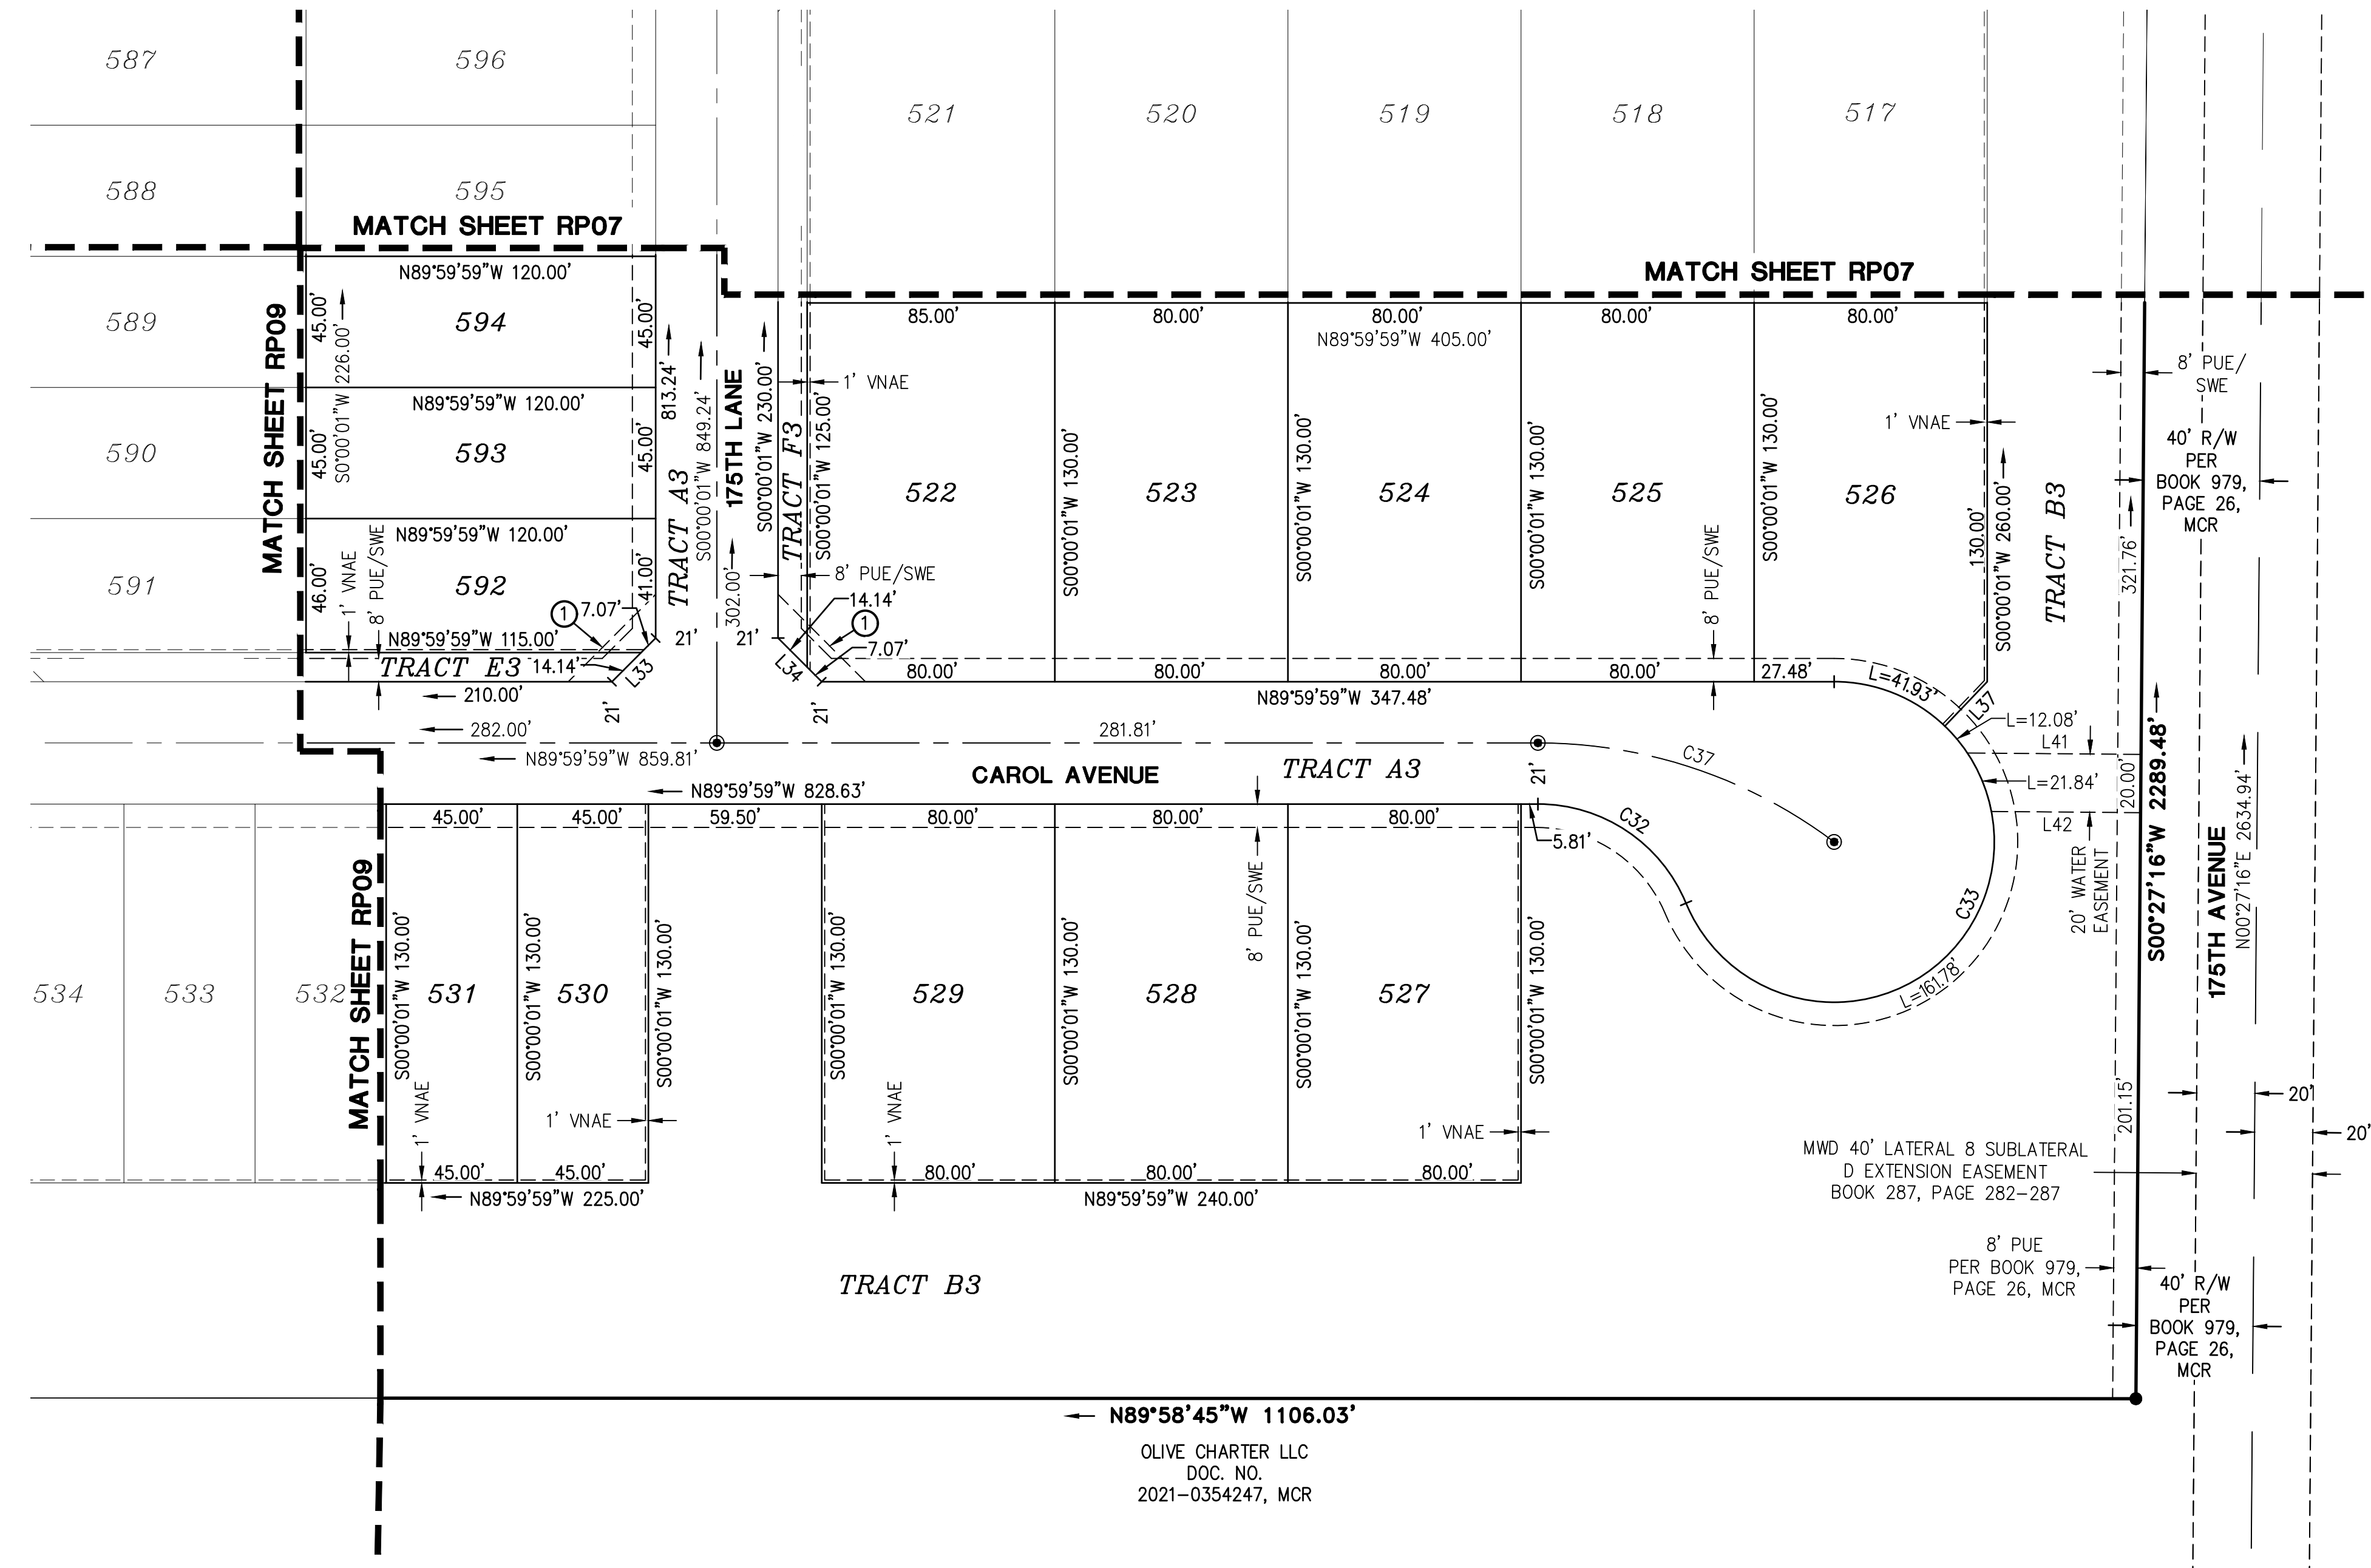 587
596
521
520
519
518
517
588
595
MATCH SHEET RP07
MATCH SHEET RP07
MATCH SHEET RP09
N89°59'59"W 120.00'
589
45.00'
S0°00'01"W 226.00'
594
45.00'
813.24'
S00°00'01"W 849.24'
175TH LANE
S00°00'01"W 230.00'
TRACT F3
S00°00'01"W 125.00'
1' VNAE
85.00'
80.00'
80.00'
80.00'
80.00'
N89°59'59"W 405.00'
8' PUE/
SWE
1' VNAE
40' R/W
PER
BOOK 979,
PAGE 26,
MCR
N89°59'59"W 120.00'
590
45.00'
593
45.00'
TRACT A3
522
S00°00'01"W 130.00'
523
S00°00'01"W 130.00'
524
S00°00'01"W 130.00'
525
S00°00'01"W 130.00'
526
130.00'
S00°00'01"W 260.00'
TRACT B3
321.76'
N89°59'59"W 120.00'
591
46.00'
1' VNAE
8' PUE/SWE
592
41.00'
1
7.07'
302.00'
8' PUE/SWE
14.14'
1
7.07'
8' PUE/SWE
N89°59'59"W 115.00'
21'
21'
TRACT E3
14.14'
L33
L34
210.00'
21'
21'
80.00'
80.00'
80.00'
80.00'
27.48'
L=41.93'
L37
N89°59'59"W 347.48'
282.00'
281.81'
L=12.08'
L41
N89°59'59"W 859.81'
C37
CAROL AVENUE
TRACT A3
21'
L=21.84'
20.00'
S00°27'16"W 2289.48'
N89°59'59"W 828.63'
45.00'
45.00'
59.50'
80.00'
80.00'
80.00'
5.81'
C32
L42
20' WATER
EASEMENT
175TH AVENUE
N00°27'16"E 2634.94'
MATCH SHEET RP09
8' PUE/SWE
C33
534
533
532
S00°00'01"W 130.00'
531
S00°00'01"W 130.00'
530
S00°00'01"W 130.00'
S00°00'01"W 130.00'
529
S00°00'01"W 130.00'
528
S00°00'01"W 130.00'
527
S00°00'01"W 130.00'
L=161.78'
1' VNAE
1' VNAE
1' VNAE
1' VNAE
201.15'
20'
20'
45.00'
45.00'
80.00'
80.00'
80.00'
N89°59'59"W 225.00'
N89°59'59"W 240.00'
MWD 40' LATERAL 8 SUBLATERAL
D EXTENSION EASEMENT
BOOK 287, PAGE 282-287
TRACT B3
8' PUE
PER BOOK 979,
PAGE 26, MCR
40' R/W
PER
BOOK 979,
PAGE 26,
MCR
N89°58'45"W 1106.03'
OLIVE CHARTER LLC
DOC. NO.
2021-0354247, MCR